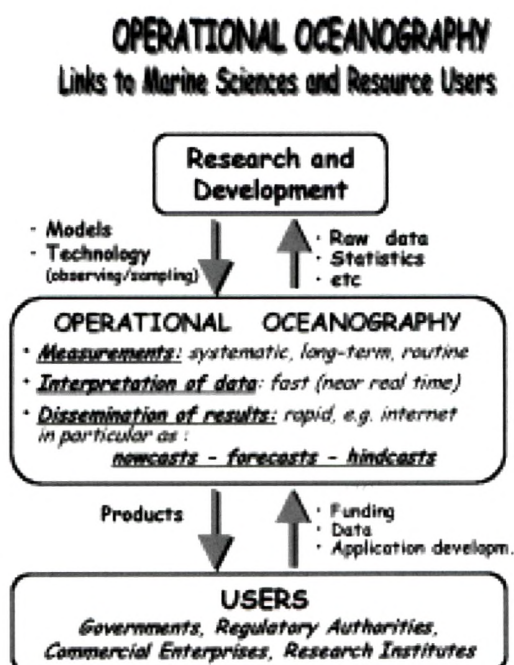 OPERATIONAL OCEANOGRAPHY
Links to Marine Sciences and Resource Users
Research and
Development
· Models
· Technology
(observing/sampling)
· Raw data
· Statistics
· etc
OPERATIONAL OCEANOGRAPHY
· Measurements: systematic, long-term, routine
· Interpretation of data: fast (near real time)
· Dissemination of results: rapid, e.g. internet
in particular as :
nowcasts - forecasts - hindcasts
Products
· Funding
· Data
· Application developm.
USERS
Governments, Regulatory Authorities,
Commercial Enterprises, Research Institutes